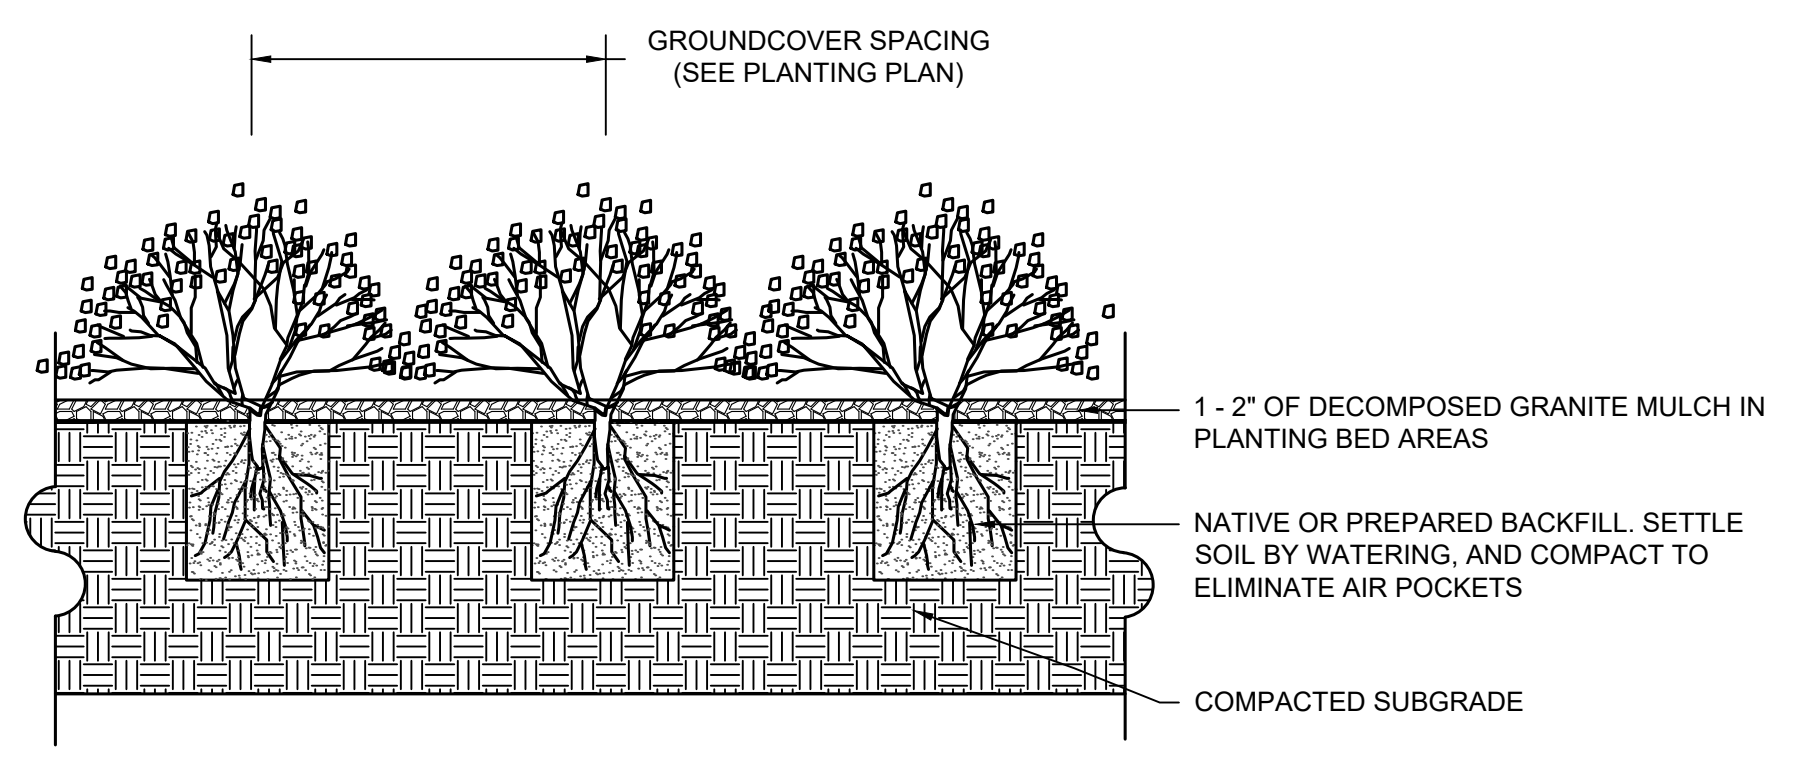 GROUNDCOVER SPACING
(SEE PLANTING PLAN)
1 - 2" OF DECOMPOSED GRANITE MULCH IN
PLANTING BED AREAS
NATIVE OR PREPARED BACKFILL. SETTLE
SOIL BY WATERING, AND COMPACT TO
ELIMINATE AIR POCKETS
COMPACTED SUBGRADE